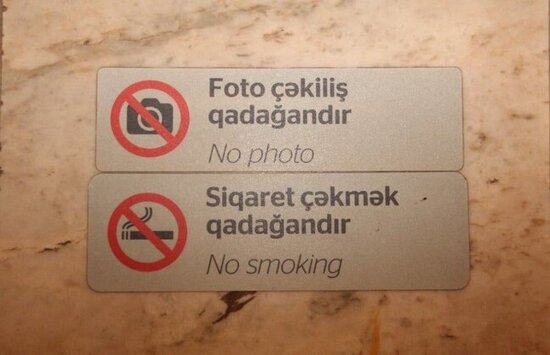 Foto çəkiliş
qadağandır
No photo
Siqaret çəkmək
qadağandır
No smoking